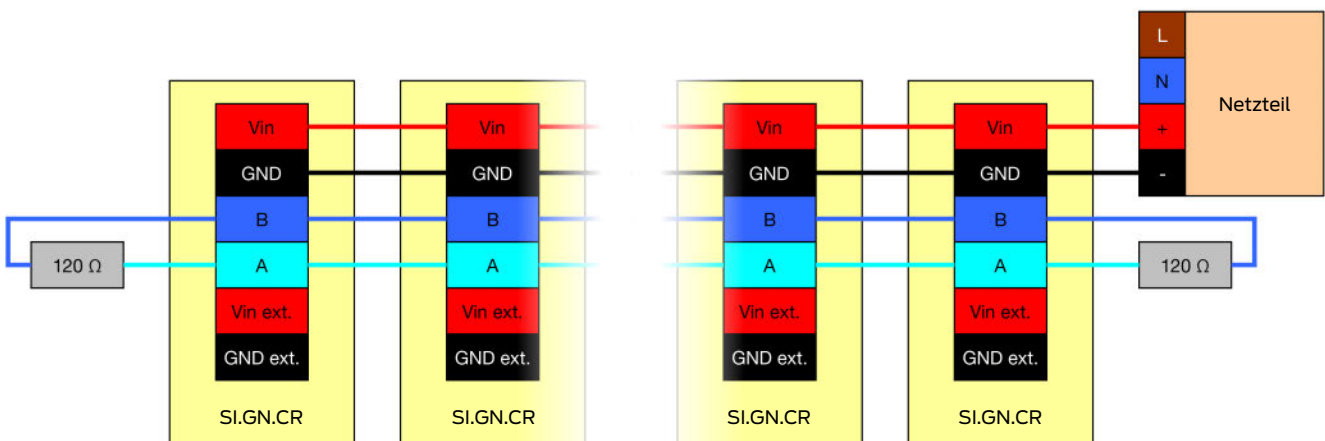 L
N
Netzteil
+
-
Vin
GND
B
A
Vin ext.
GND ext.
SI.GN.CR
Vin
GND
B
A
Vin ext.
GND ext.
SI.GN.CR
Vin
GND
B
A
Vin ext.
GND ext.
SI.GN.CR
Vin
GND
B
A
Vin ext.
GND ext.
SI.GN.CR
120 Ω
120 Ω